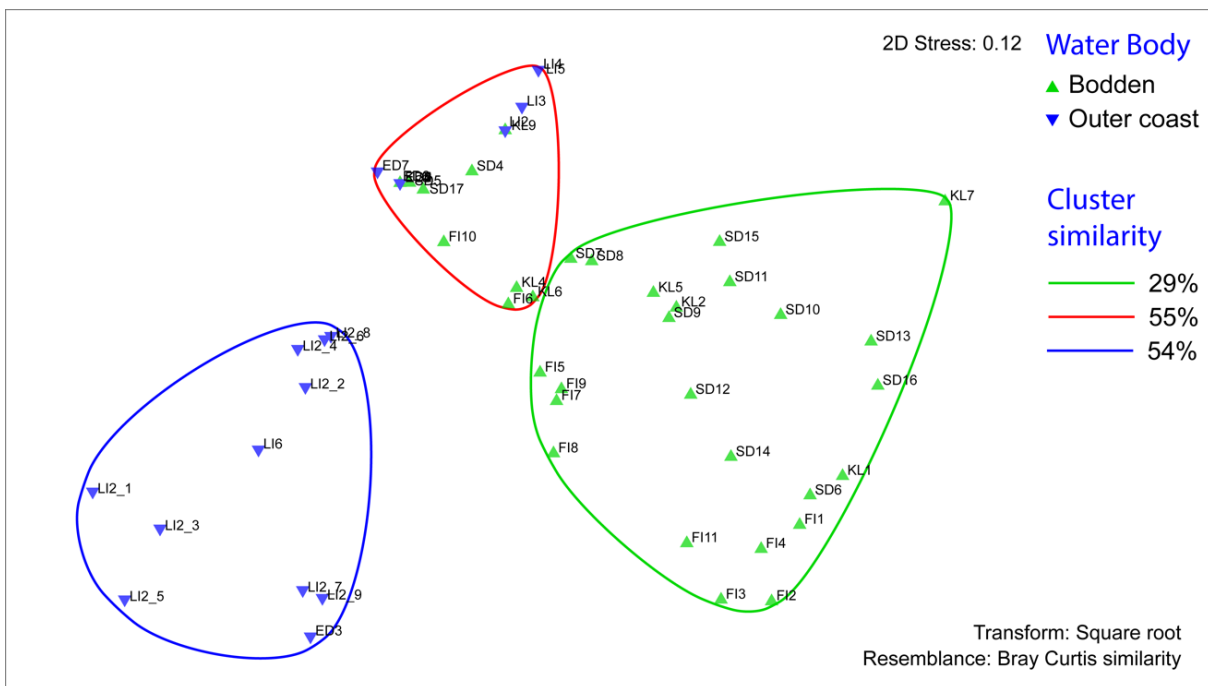 2D Stress: 0.12
Water Body
Bodden
Outer coast
Cluster
similarity
29%
55%
54%
LI4
LI5
LI3
LI2
KL9
ED7
SD4
SD5
SD17
FI10
KL4
KL6
FI6
KL7
SD7
SD8
SD15
SD11
KL5
KL2
SD9
SD10
SD13
SD16
FI5
FI9
FI7
SD12
FI8
SD14
KL1
SD6
FI1
FI11
FI4
FI3
FI2
LI2_8
LI2_6
LI2_4
LI2_2
LI6
LI2_1
LI2_3
LI2_7
LI2_9
LI2_5
ED3
Transform: Square root
Resemblance: Bray Curtis similarity